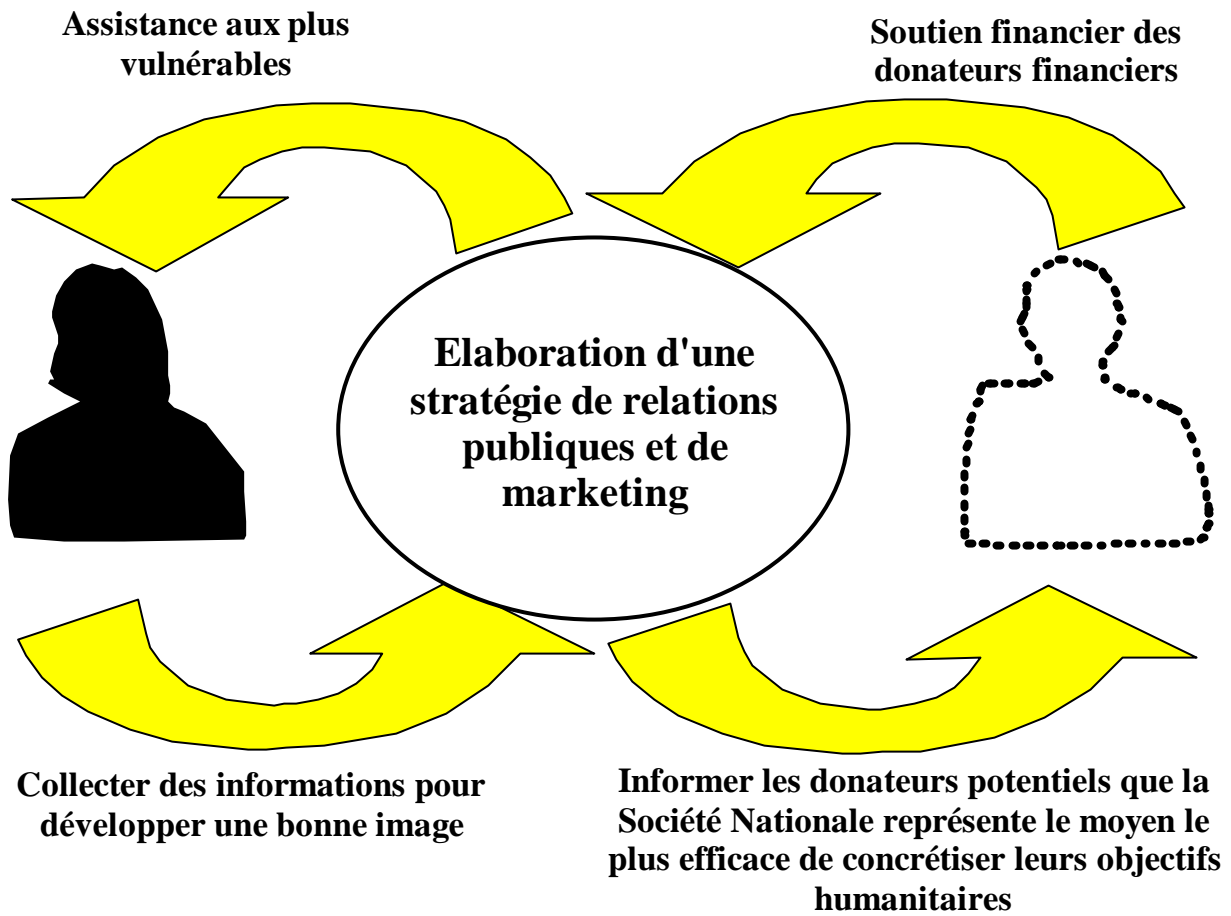 Assistance aux plus
vulnérables
Soutien financier des
donateurs financiers
Elaboration d'une
stratégie de relations
publiques et de
marketing
Collecter des informations pour
développer une bonne image
Informer les donateurs potentiels que la
Société Nationale représente le moyen le
plus efficace de concrétiser leurs objectifs
humanitaires